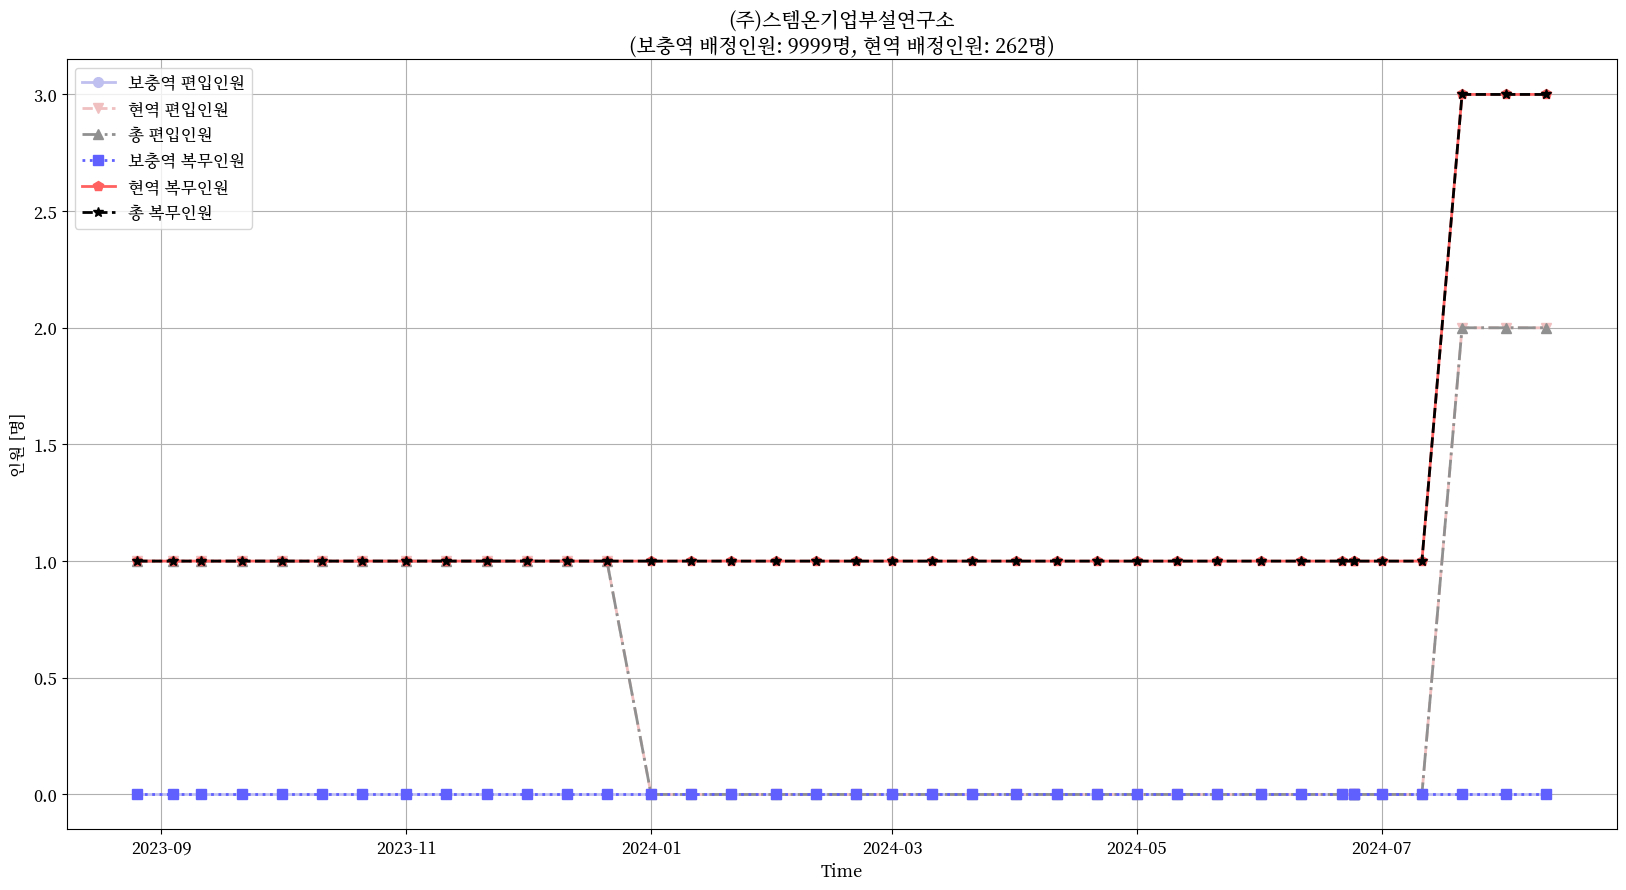 (주)스템온기업부설연구소
(보충역 배정인원: 9999명, 현역 배정인원: 262명)
보충역 편입인원
현역 편입인원
총 편입인원
보충역 복무인원
현역 복무인원
총 복무인원
3.0
2.5
2.0
1.5
1.0
0.5
0.0
인원 [명]
2023-09
2023-11
2024-01
2024-03
2024-05
2024-07
Time